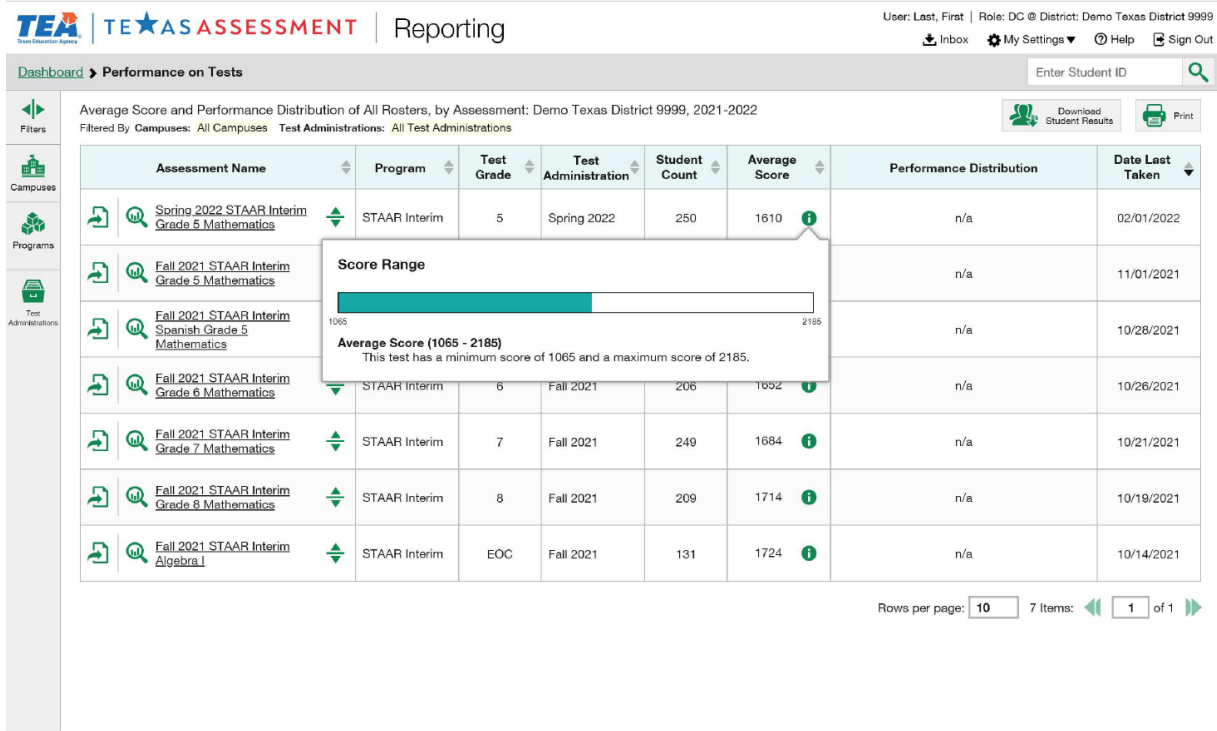 User: Last, First | Role: DC @ District: Demo Texas District 9999
TEA
Texas Education Agency
TE★AS ASSESSMENT
Reporting
Inbox My Settings▼ Help Sign Out
Dashboard ❯ Performance on Tests
Enter Student ID
Filters
Campuses
Programs
Test
Administrations
Average Score and Performance Distribution of All Rosters, by Assessment: Demo Texas District 9999, 2021-2022
Filtered By Campuses: All Campuses Test Administrations: All Test Administrations
Download
Student Results
Print
Assessment Name Program Test Grade Test Administration Student Count Average Score Performance Distribution Date Last Taken
Spring 2022 STAAR Interim
Grade 5 Mathematics
STAAR Interim 5 Spring 2022 250 1610 n/a 02/01/2022
Score Range
1065 2185
Average Score (1065 - 2185)
This test has a minimum score of 1065 and a maximum score of 2185.
Fall 2021 STAAR Interim
Grade 5 Mathematics
n/a 11/01/2021
Fall 2021 STAAR Interim
Spanish Grade 5
Mathematics
n/a 10/28/2021
Fall 2021 STAAR Interim
Grade 6 Mathematics
STAAR Interim 6 Fall 2021 206 1652 n/a 10/26/2021
Fall 2021 STAAR Interim
Grade 7 Mathematics
STAAR Interim 7 Fall 2021 249 1684 n/a 10/21/2021
Fall 2021 STAAR Interim
Grade 8 Mathematics
STAAR Interim 8 Fall 2021 209 1714 n/a 10/19/2021
Fall 2021 STAAR Interim
Algebra I
STAAR Interim EOC Fall 2021 131 1724 n/a 10/14/2021
Rows per page: 10 7 Items: 1 of 1